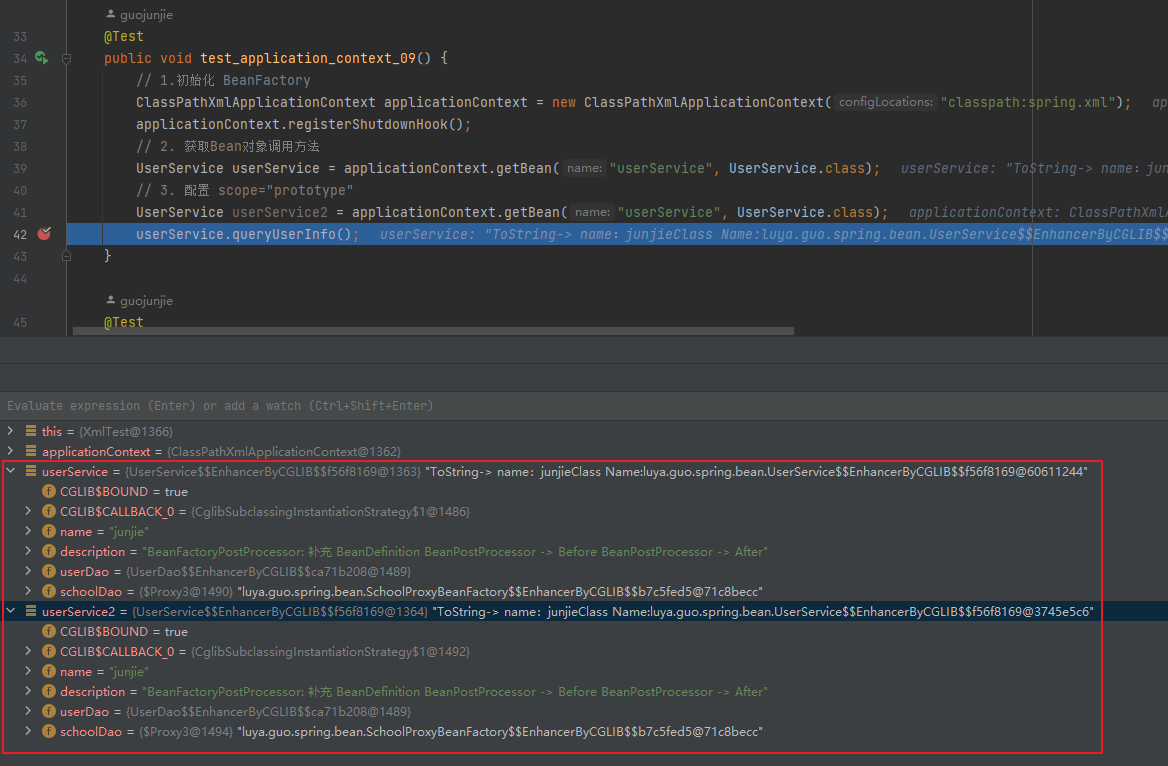 guojunjie
33 @Test
34 public void test_application_context_09() {
35 // 1.初始化 BeanFactory
36 ClassPathXmlApplicationContext applicationContext = new ClassPathXmlApplicationContext( configLocations: "classpath:spring.xml"); ap
37 applicationContext.registerShutdownHook();
38 // 2. 获取Bean对象调用方法
39 UserService userService = applicationContext.getBean( name: "userService", UserService.class); userService: "ToString-> name: jun
40 // 3. 配置 scope="prototype"
41 UserService userService2 = applicationContext.getBean( name: "userService", UserService.class); applicationContext: ClassPathXmlA
42 userService.queryUserInfo(); userService: "ToString-> name: junjieClass Name:luya.guo.spring.bean.UserService$$EnhancerByCGLIB$$
43 }
44
guojunjie
45 @Test
Evaluate expression (Enter) or add a watch (Ctrl+Shift+Enter)
this = {XmlTest@1366}
applicationContext = {ClassPathXmlApplicationContext@1362}
userService = {UserService$$EnhancerByCGLIB$$f56f8169@1363} "ToString-> name: junjieClass Name:luya.guo.spring.bean.UserService$$EnhancerByCGLIB$$f56f8169@60611244"
f CGLIB$BOUND = true
f CGLIB$CALLBACK_0 = {CglibSubclassingInstantiationStrategy$1@1486}
f name = "junjie"
f description = "BeanFactoryPostProcessor: 补充 BeanDefinition BeanPostProcessor -> Before BeanPostProcessor -> After"
f userDao = {UserDao$$EnhancerByCGLIB$$ca71b208@1489}
f schoolDao = {$Proxy3@1490} "luya.guo.spring.bean.SchoolProxyBeanFactory$$EnhancerByCGLIB$$b7c5fed5@71c8becc"
userService2 = {UserService$$EnhancerByCGLIB$$f56f8169@1364} "ToString-> name: junjieClass Name:luya.guo.spring.bean.UserService$$EnhancerByCGLIB$$f56f8169@3745e5c6"
f CGLIB$BOUND = true
f CGLIB$CALLBACK_0 = {CglibSubclassingInstantiationStrategy$1@1492}
f name = "junjie"
f description = "BeanFactoryPostProcessor: 补充 BeanDefinition BeanPostProcessor -> Before BeanPostProcessor -> After"
f userDao = {UserDao$$EnhancerByCGLIB$$ca71b208@1489}
f schoolDao = {$Proxy3@1494} "luya.guo.spring.bean.SchoolProxyBeanFactory$$EnhancerByCGLIB$$b7c5fed5@71c8becc"